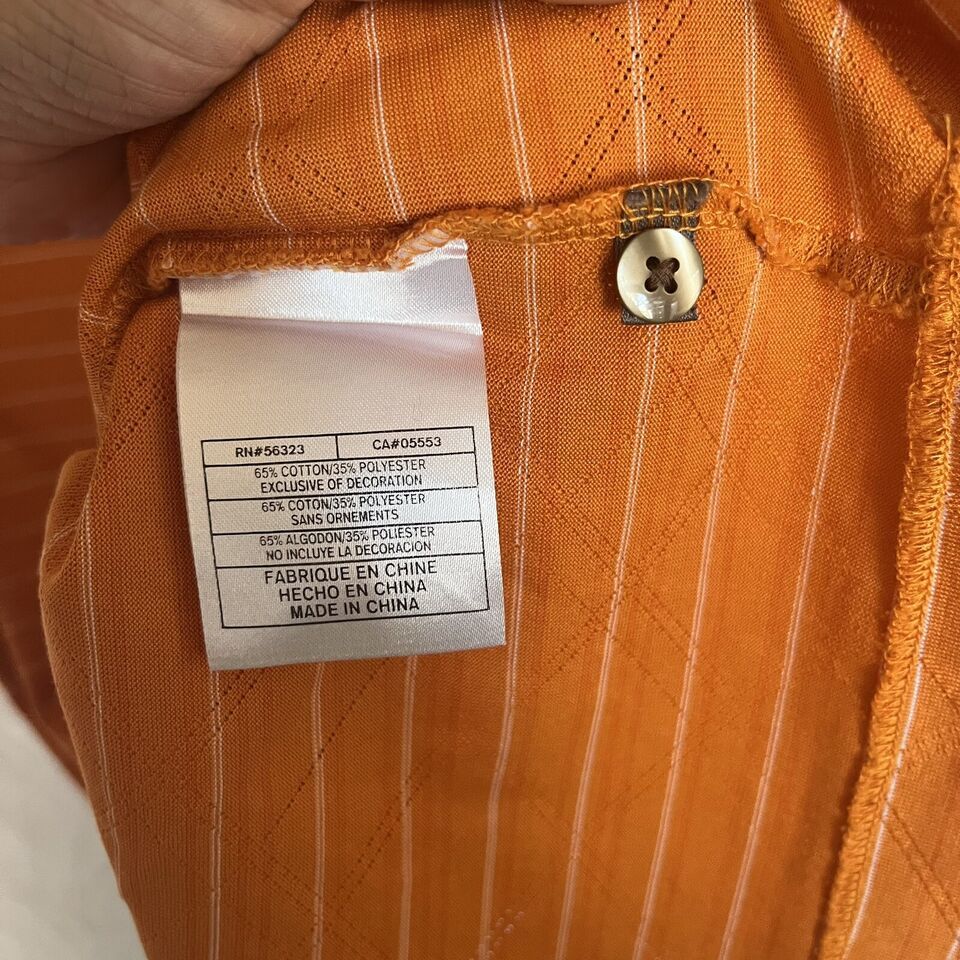 RN#56323 CA#05553
65% COTTON/35% POLYESTER
EXCLUSIVE OF DECORATION
65% COTON/35% POLYESTER
SANS ORNEMENTS
65% ALGODON/35% POLIESTER
NO INCLUYE LA DECORACION
FABRIQUE EN CHINE
HECHO EN CHINA
MADE IN CHINA